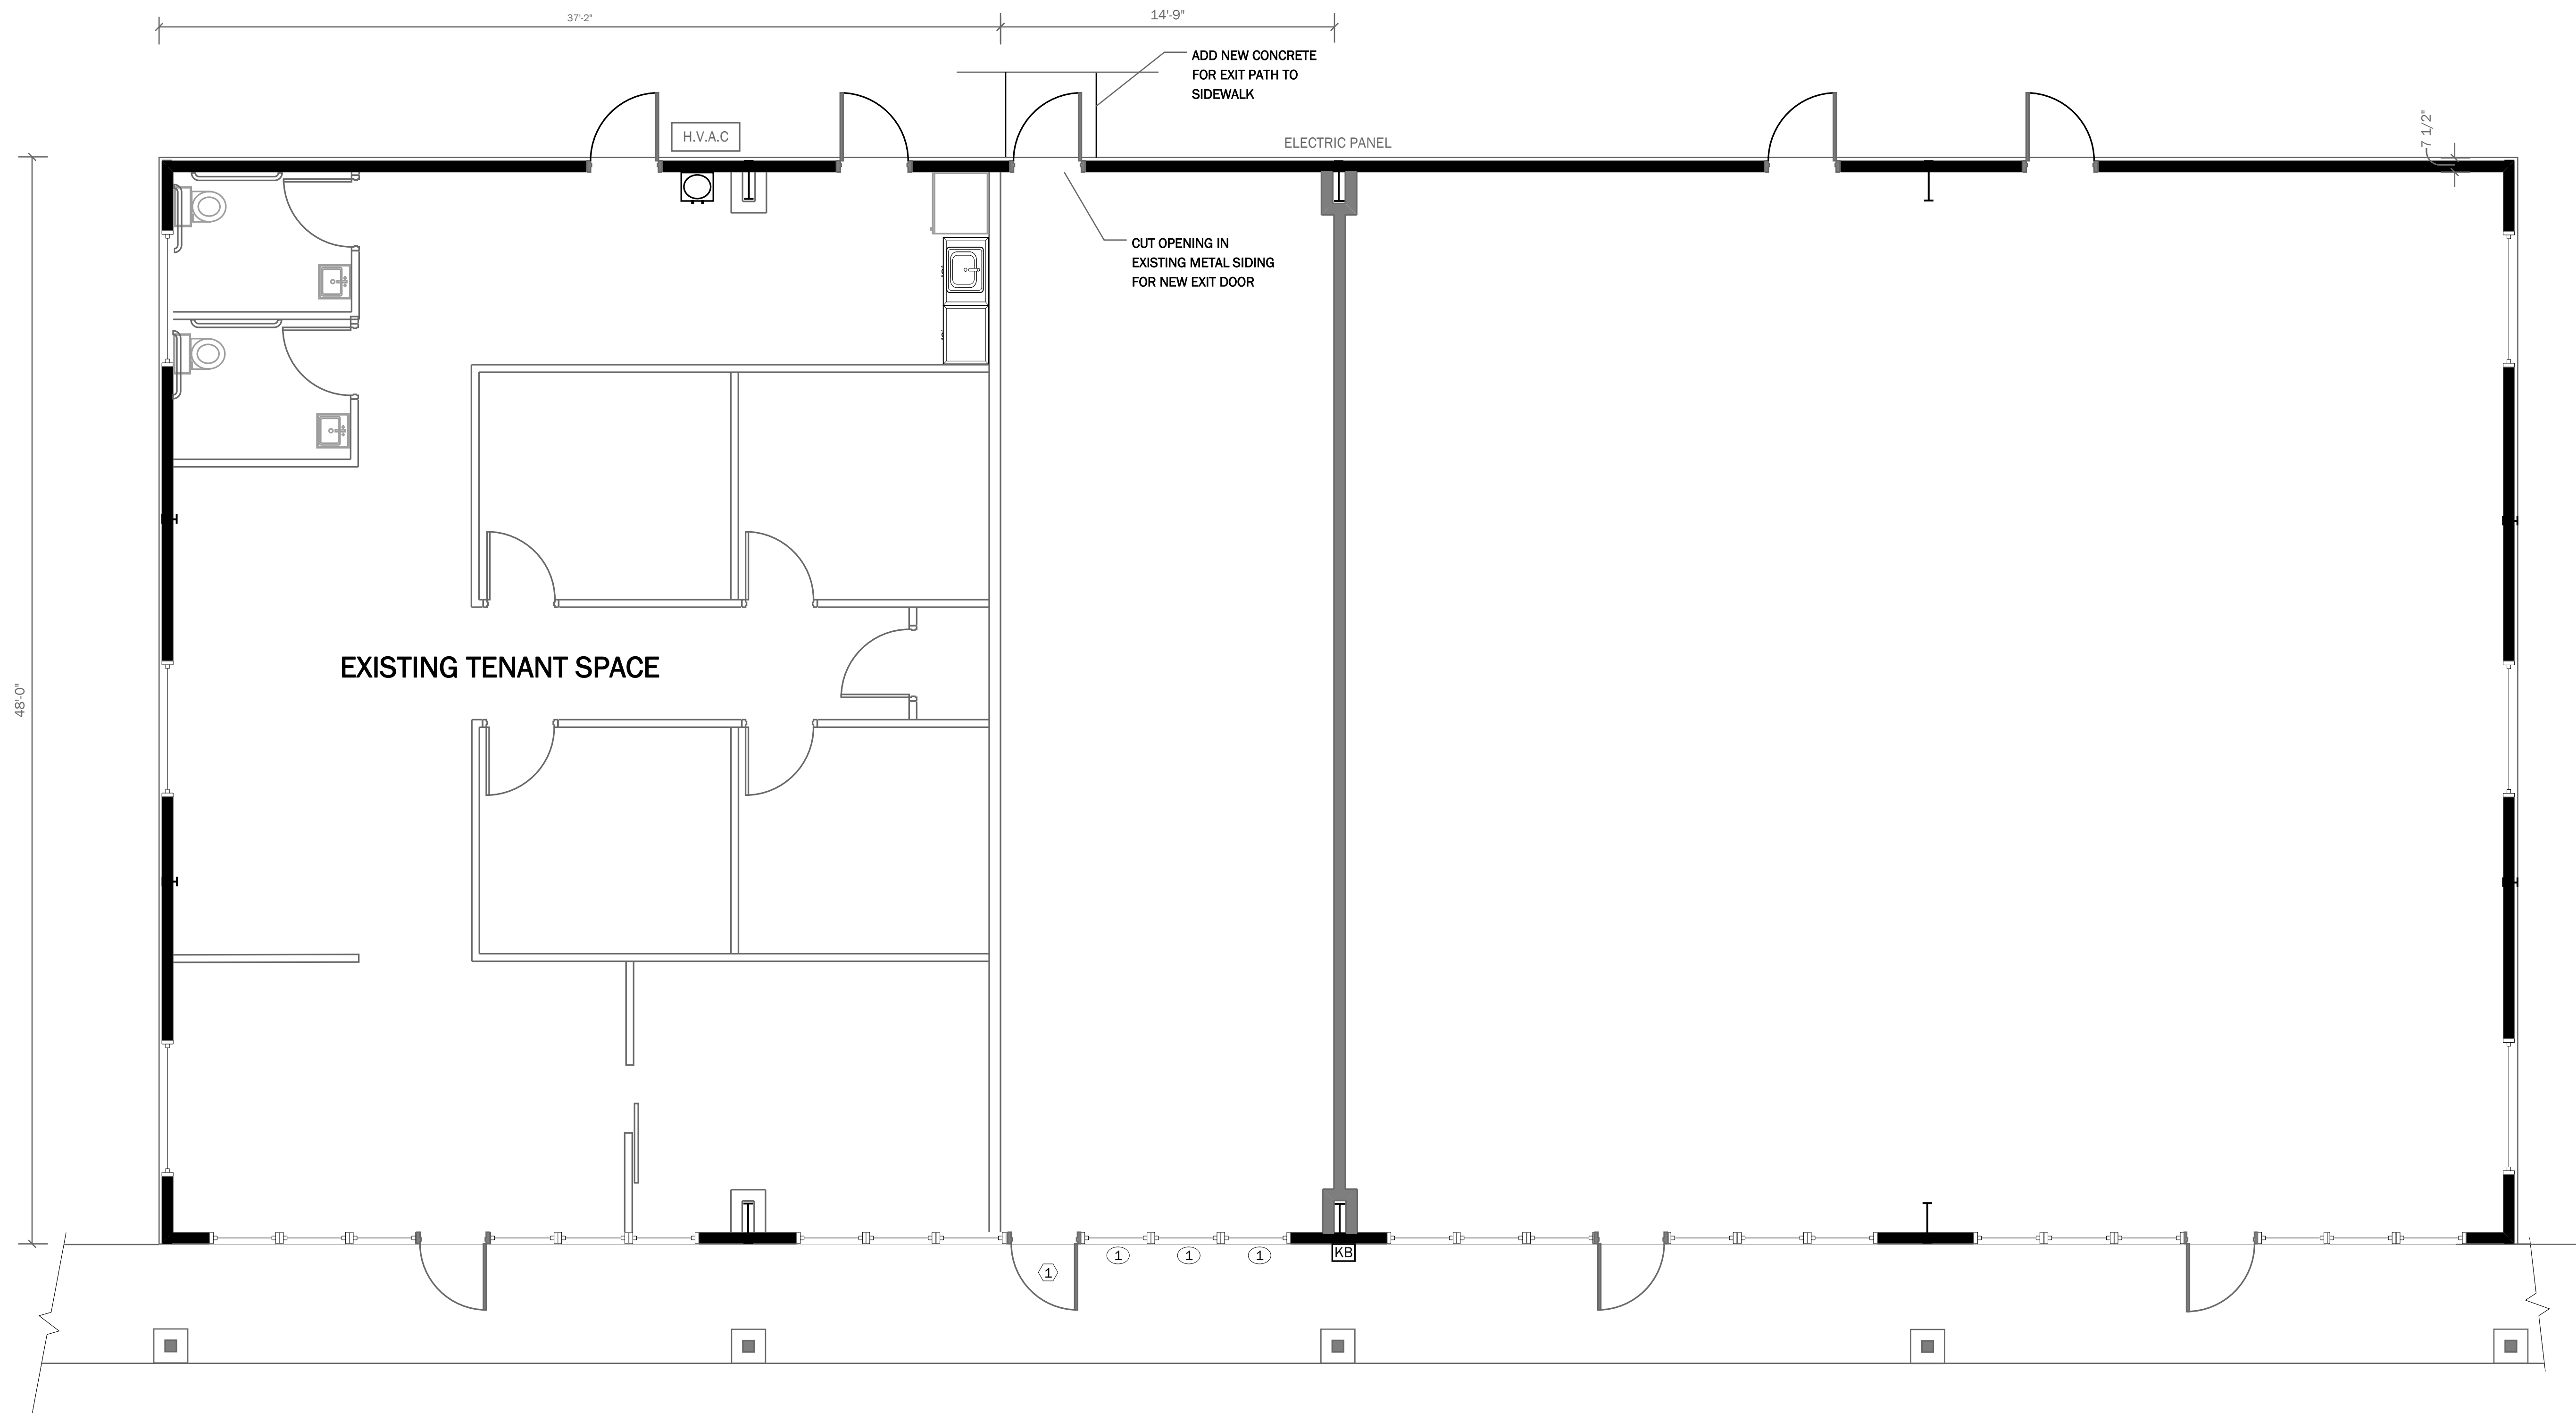 37'-2"
14'-9"
ADD NEW CONCRETE
FOR EXIT PATH TO
SIDEWALK
H.V.A.C
ELECTRIC PANEL
7 1/2"
CUT OPENING IN
EXISTING METAL SIDING
FOR NEW EXIT DOOR
EXISTING TENANT SPACE
48'-0"
KB
1
1
1
1